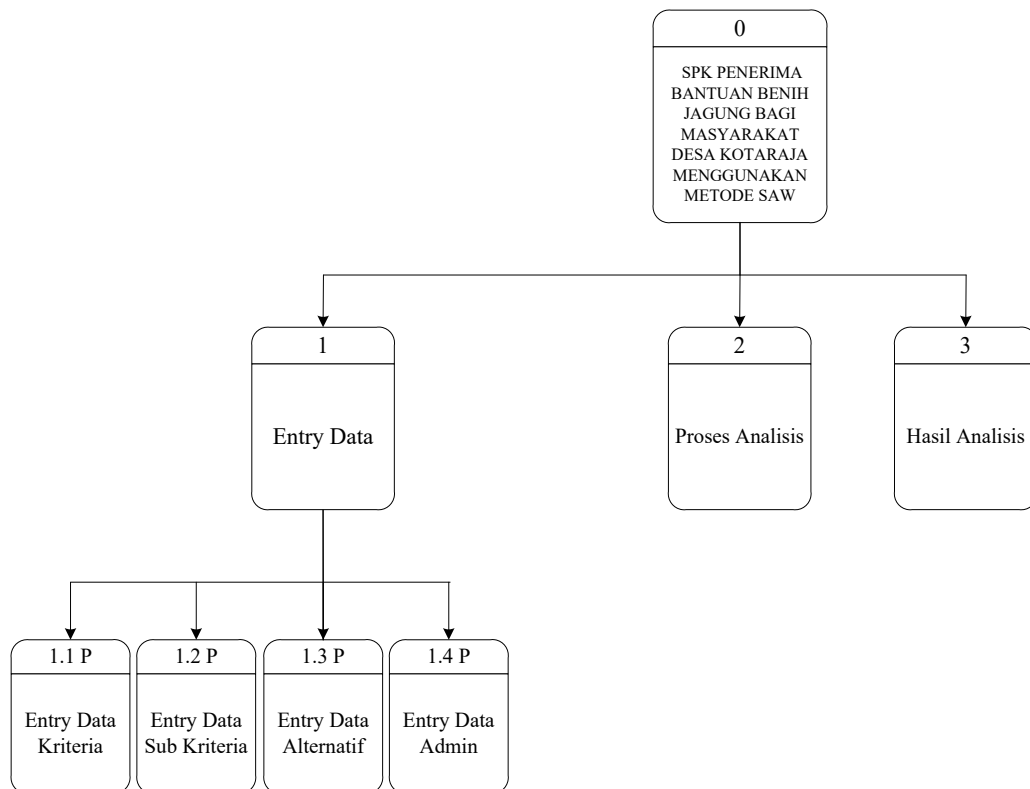 0
SPK PENERIMA
BANTUAN BENIH
JAGUNG BAGI
MASYARAKAT
DESA KOTARAJA
MENGGUNAKAN
METODE SAW
1
Entry Data
2
Proses Analisis
3
Hasil Analisis
1.1 P
Entry Data
Kriteria
1.2 P
Entry Data
Sub Kriteria
1.3 P
Entry Data
Alternatif
1.4 P
Entry Data
Admin